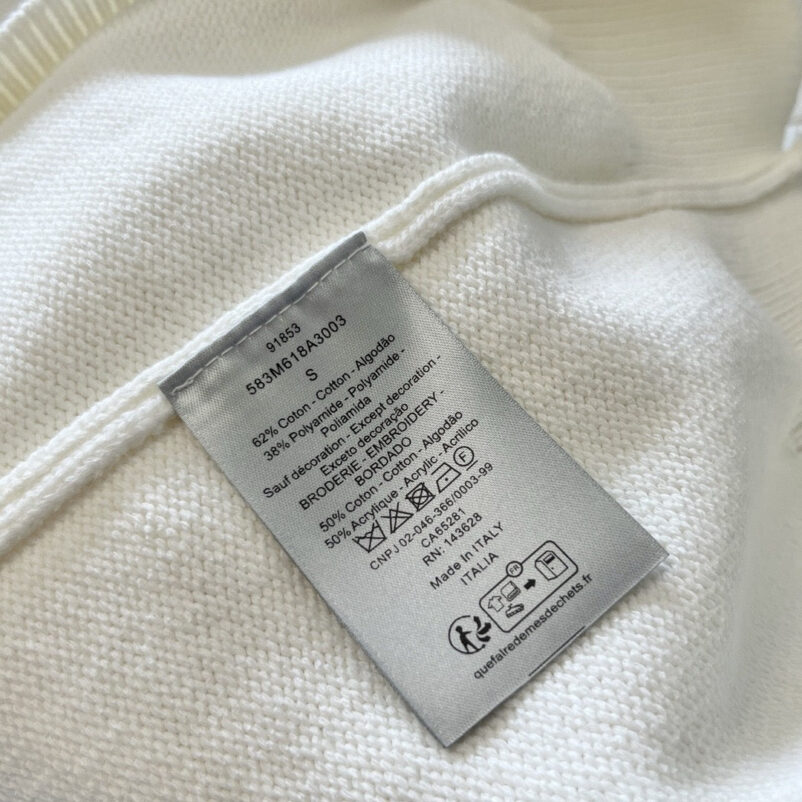 91853
583M618A3003
S
62% Coton - Cotton - Algodão
38% Polyamide - Polyamide -
Poliamida
Sauf décoration - Except decoration -
Exceto decoração
BRODERIE - EMBROIDERY -
BORDADO
50% Coton - Cotton - Algodão
50% Acrylique - Acrylic - Acrílico
F
CNPJ 02-046-366/0003-99
CA65281
RN: 143628
Made In ITALY
ITALIA
FR
quefairedemesdechets.fr